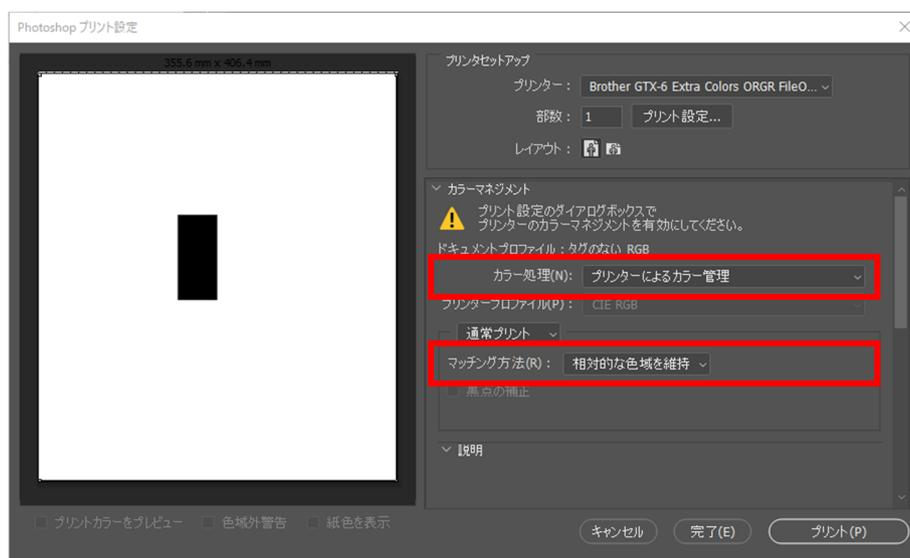 Photoshop プリント設定
355.6 mm x 406.4 mm
プリンタセットアップ
プリンター： Brother GTX-6 Extra Colors ORGR FileO...
部数： 1 プリント設定...
レイアウト：
カラーマネジメント
プリント設定のダイアログボックスで
プリンターのカラーマネジメントを有効にしてください。
ドキュメントプロファイル：タグのない RGB
カラー処理(N): プリンターによるカラー管理
プリンタープロファイル(P)： CIE RGB
通常プリント
マッチング方法(R)： 相対的な色域を維持
黒点の補正
説明
プリントカラーをプレビュー 色域外警告 紙色を表示
キャンセル 完了(E) プリント(P)